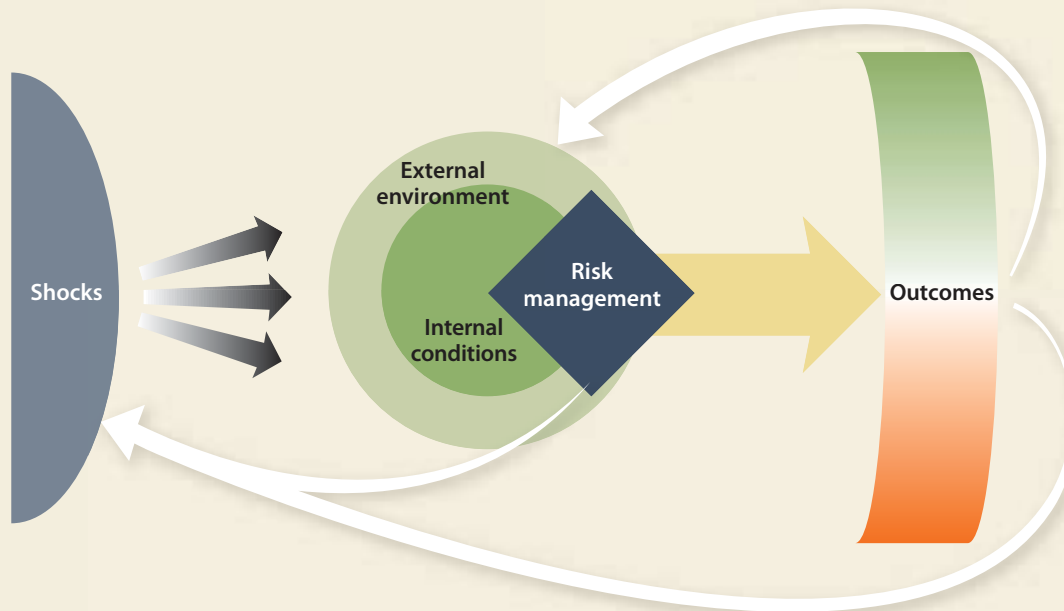 Shocks
External
environment
Internal
conditions
Risk
management
Outcomes